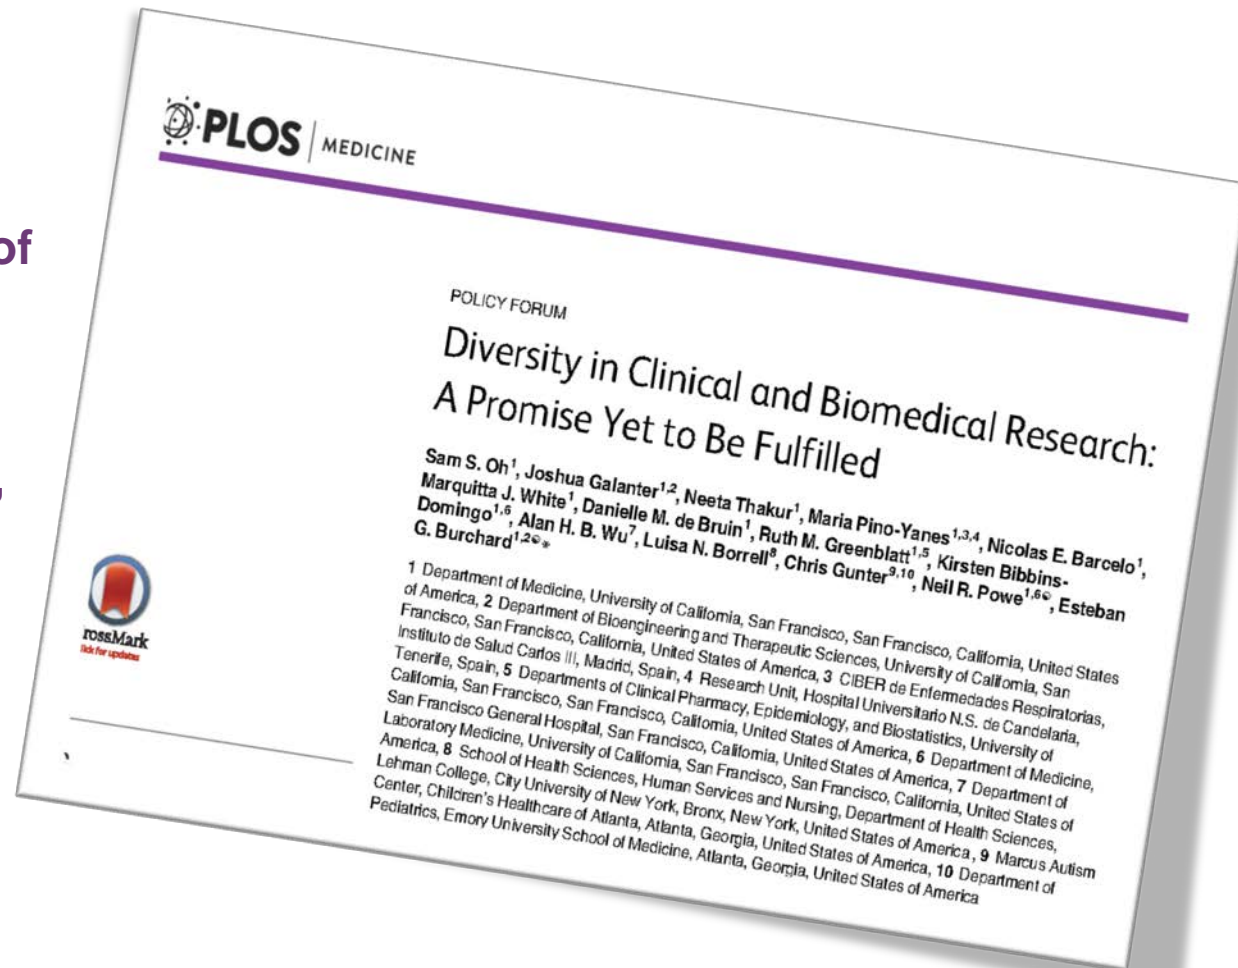 of
PLOS | MEDICINE
POLICY FORUM
Diversity in Clinical and Biomedical Research:
A Promise Yet to Be Fulfilled
Sam S. Oh1, Joshua Galanter1,2, Neeta Thakur1, Maria Pino-Yanes1,3,4, Nicolas E. Barcelo1,
Marquitta J. White1, Danielle M. de Bruin1, Ruth M. Greenblatt1,5, Kirsten Bibbins-
Domingo1,6, Alan H. B. Wu7, Luisa N. Borrell8, Chris Gunter9,10, Neil R. Powe1,6☯, Esteban
G. Burchard1,2☯*
1 Department of Medicine, University of California, San Francisco, San Francisco, California, United States
of America, 2 Department of Bioengineering and Therapeutic Sciences, University of California, San
Francisco, San Francisco, California, United States of America, 3 CIBER de Enfermedades Respiratorias,
Instituto de Salud Carlos III, Madrid, Spain, 4 Research Unit, Hospital Universitario N.S. de Candelaria,
Tenerife, Spain, 5 Departments of Clinical Pharmacy, Epidemiology, and Biostatistics, University of
California, San Francisco, San Francisco, California, United States of America, 6 Department of Medicine,
San Francisco General Hospital, San Francisco, California, United States of America, 7 Department of
Laboratory Medicine, University of California, San Francisco, San Francisco, California, United States of
America, 8 School of Health Sciences, Human Services and Nursing, Department of Health Sciences,
Lehman College, City University of New York, Bronx, New York, United States of America, 9 Marcus Autism
Center, Children's Healthcare of Atlanta, Atlanta, Georgia, United States of America, 10 Department of
Pediatrics, Emory University School of Medicine, Atlanta, Georgia, United States of America
rossMark
lick for updates